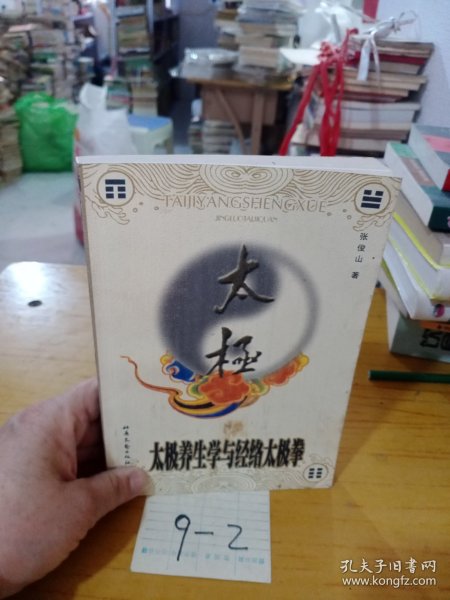 TAIJIYANGSHENGXUE
JINGLUOTAIJIQUAN
张俊山 著
太
極
太极养生学与经络太极拳
9-2
孔夫子旧书网
www.kongfz.com